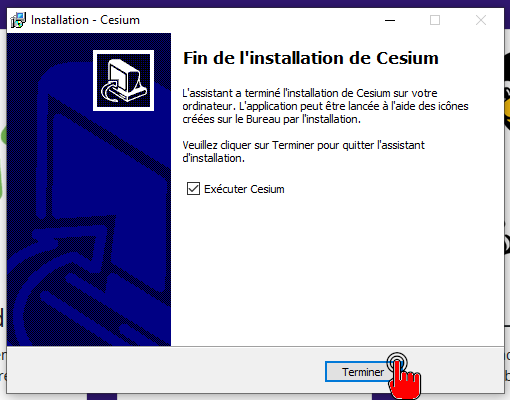 Installation - Cesium
Fin de l'installation de Cesium
L'assistant a terminé l'installation de Cesium sur votre
ordinateur. L'application peut être lancée à l'aide des icônes
créées sur le Bureau par l'installation.
Veuillez cliquer sur Terminer pour quitter l'assistant
d'installation.
Exécuter Cesium
Terminer